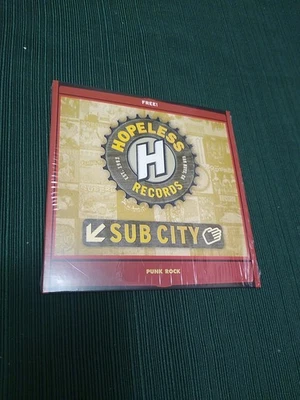 FREE!
HOPELESS
H
RECORDS
SUB CITY
PUNK ROCK